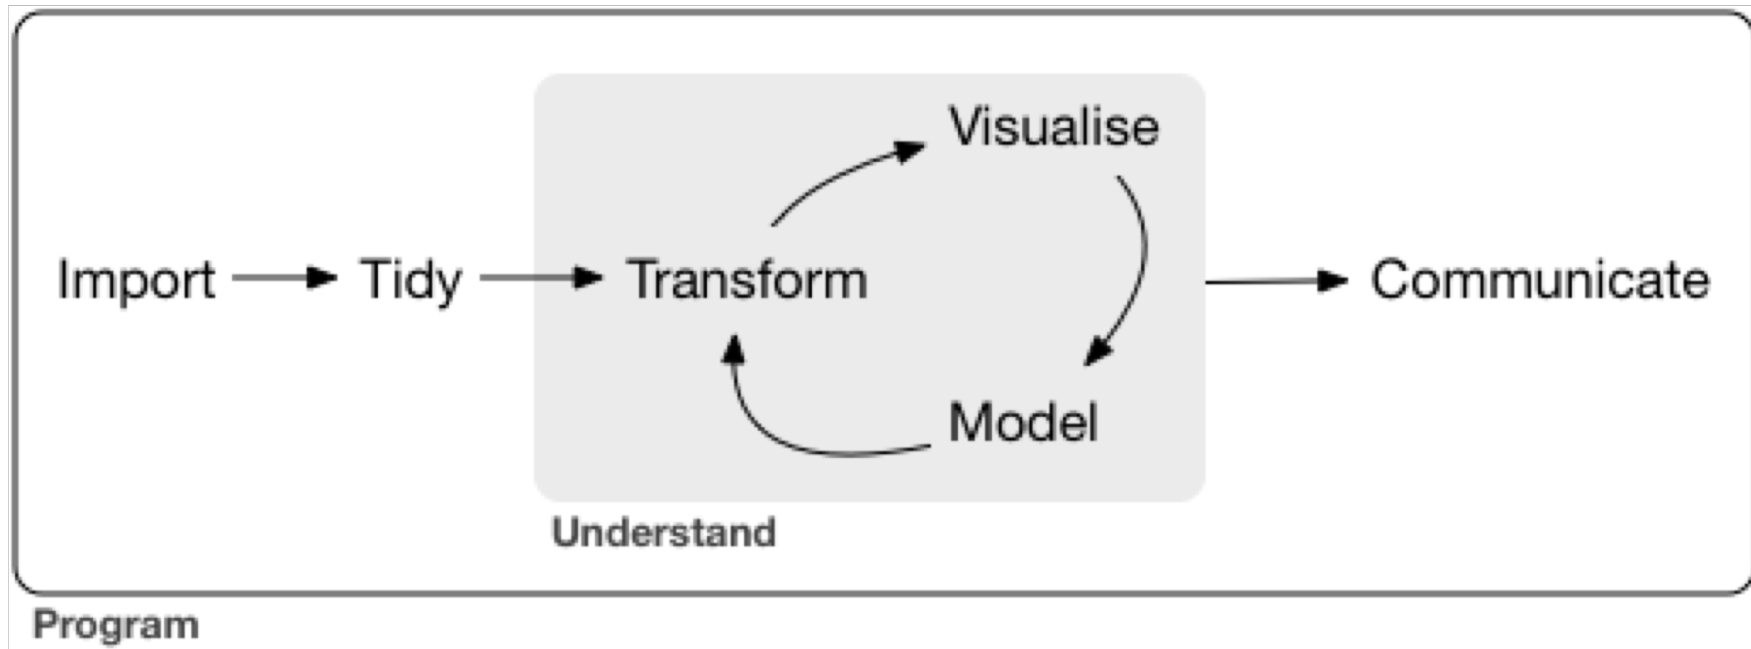 Visualise
Import Tidy Transform Communicate
Model
Understand
Program